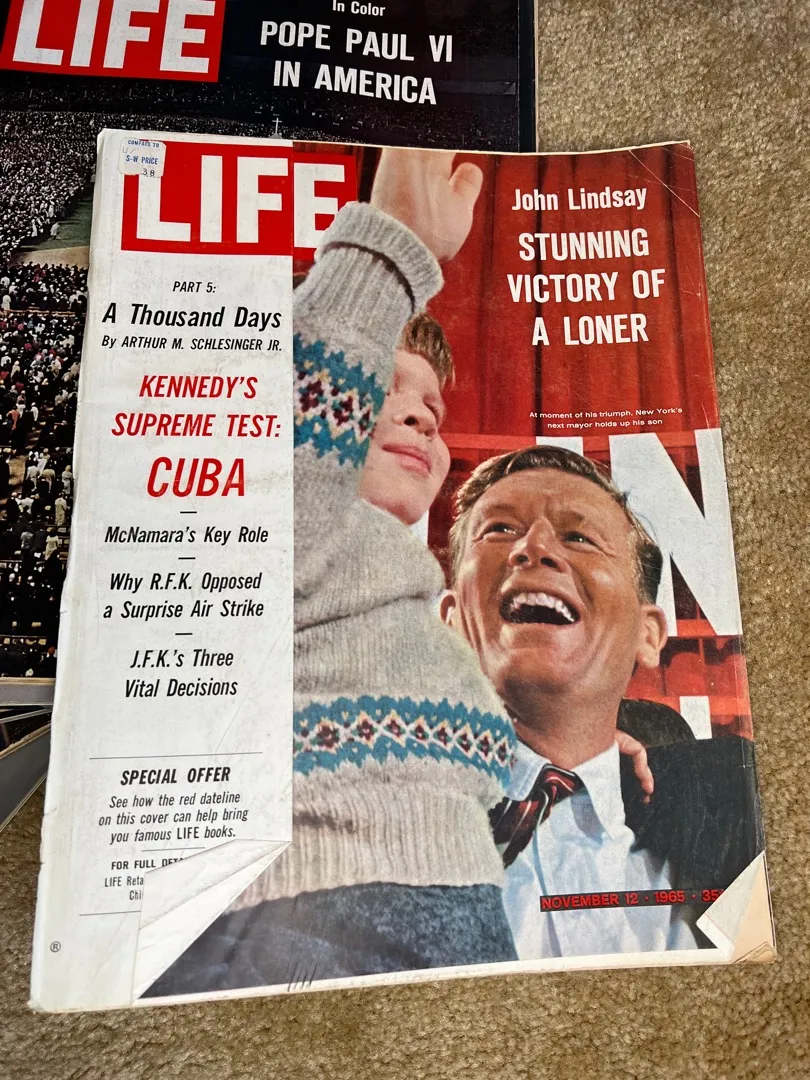 LIFE
In Color
POPE PAUL VI
IN AMERICA
COMPARE TO
S-W PRICE
38
LIFE
PART 5:
A Thousand Days
By ARTHUR M. SCHLESINGER JR.
KENNEDY'S
SUPREME TEST:
CUBA
McNamara's Key Role
Why R.F.K. Opposed
a Surprise Air Strike
J.F.K.'s Three
Vital Decisions
SPECIAL OFFER
See how the red dateline
on this cover can help bring
you famous LIFE books.
FOR FULL
LIFE
®
John Lindsay
STUNNING
VICTORY OF
A LONER
At moment of his triumph, New York's
next mayor holds up his son
IN
NOVEMBER 12 · 1965 · 35